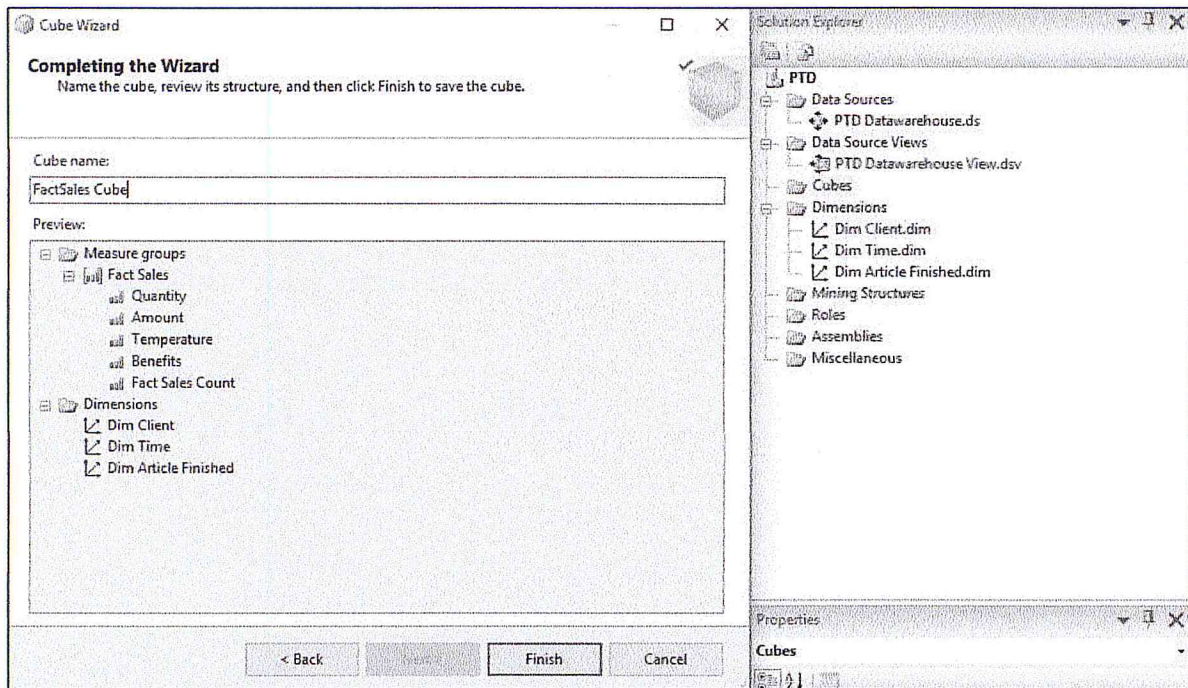 Cube Wizard
Completing the Wizard
Name the cube, review its structure, and then click Finish to save the cube.
Cube name:
FactSales Cube
Preview:
Measure groups
Fact Sales
Quantity
Amount
Temperature
Benefits
Fact Sales Count
Dimensions
Dim Client
Dim Time
Dim Article Finished
< Back
Finish
Cancel
Solution Explorer
PTD
Data Sources
PTD Datawarehouse.ds
Data Source Views
PTD Datawarehouse View.dsv
Cubes
Dimensions
Dim Client.dim
Dim Time.dim
Dim Article Finished.dim
Mining Structures
Roles
Assemblies
Miscellaneous
Properties
Cubes